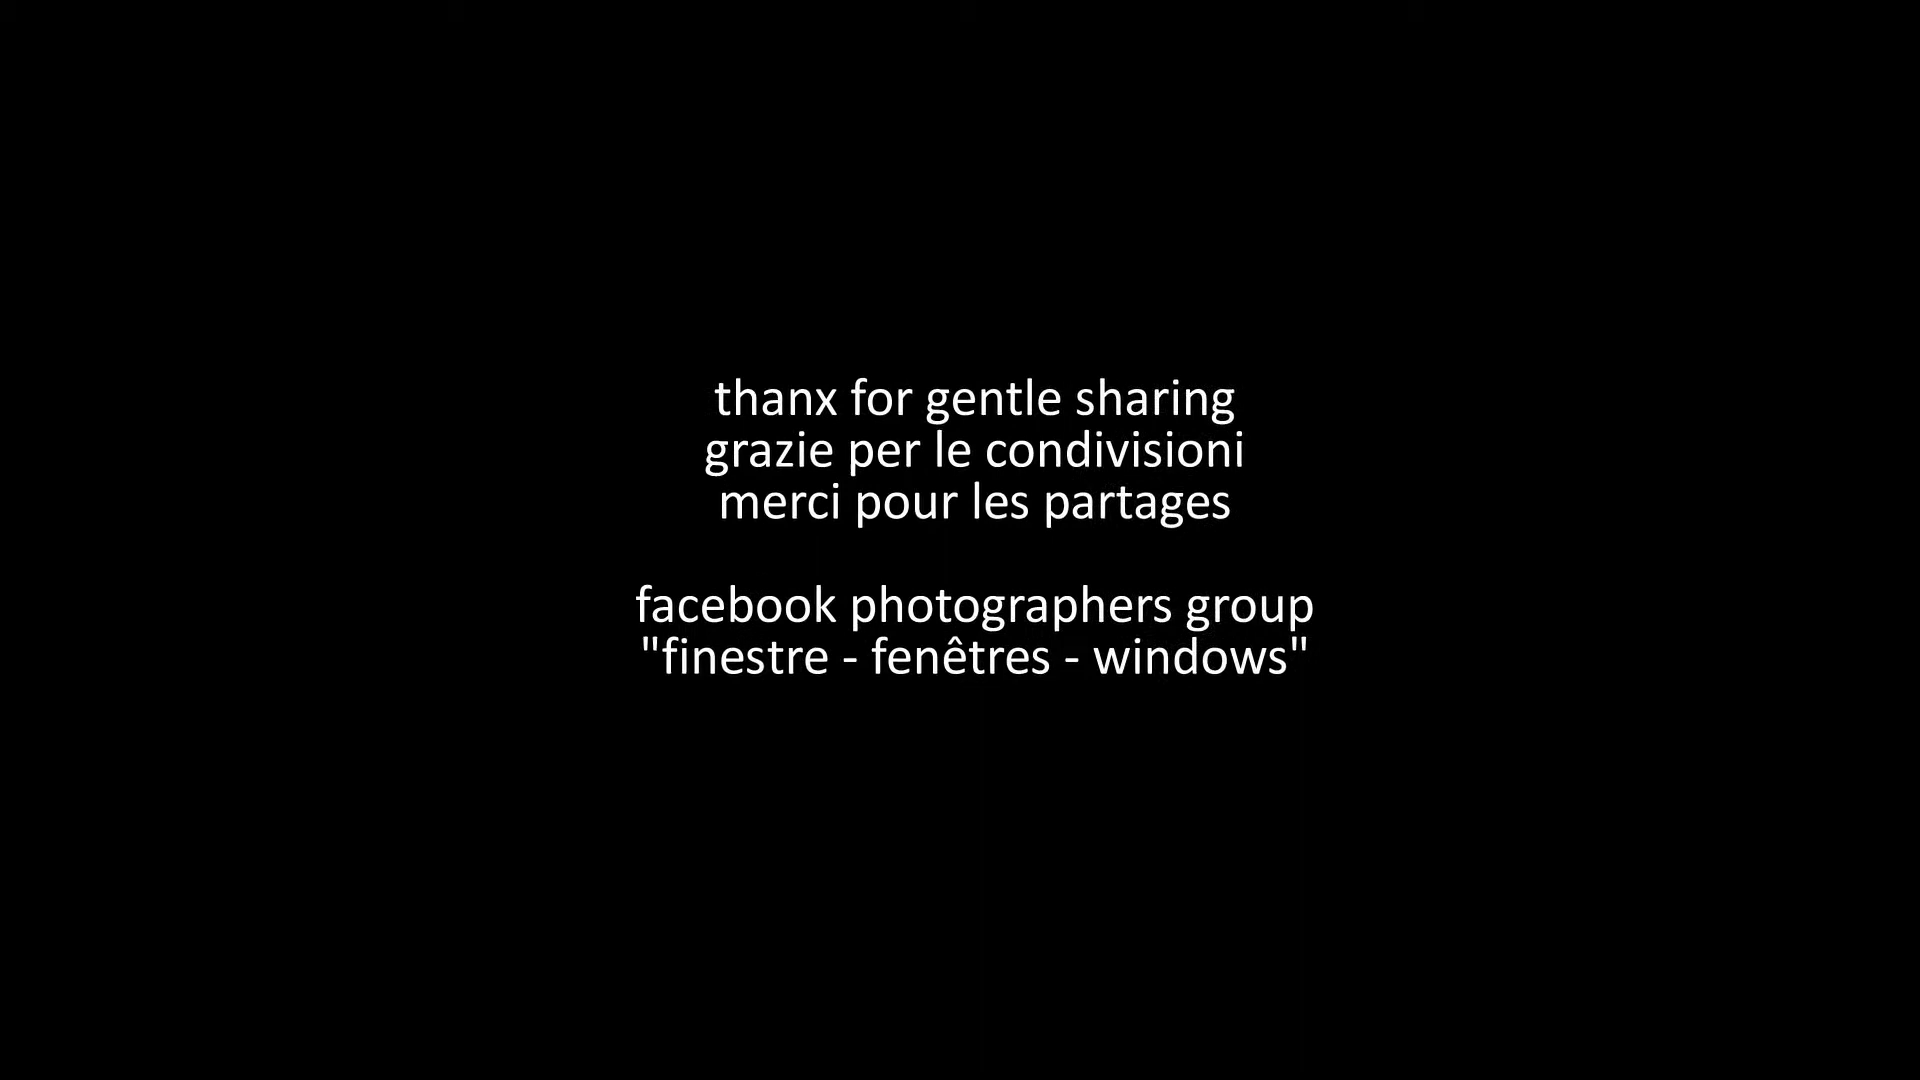 thanx for gentle sharing
grazie per le condivisioni
merci pour les partages
facebook photographers group
"finestre - fenêtres - windows"